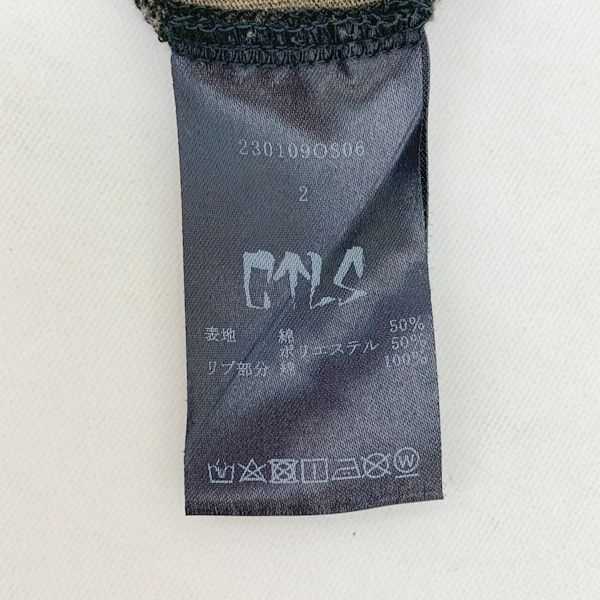 230109OS06
2
CTLS
表地 綿 50%
ポリエステル 50%
リブ部分 綿 100%